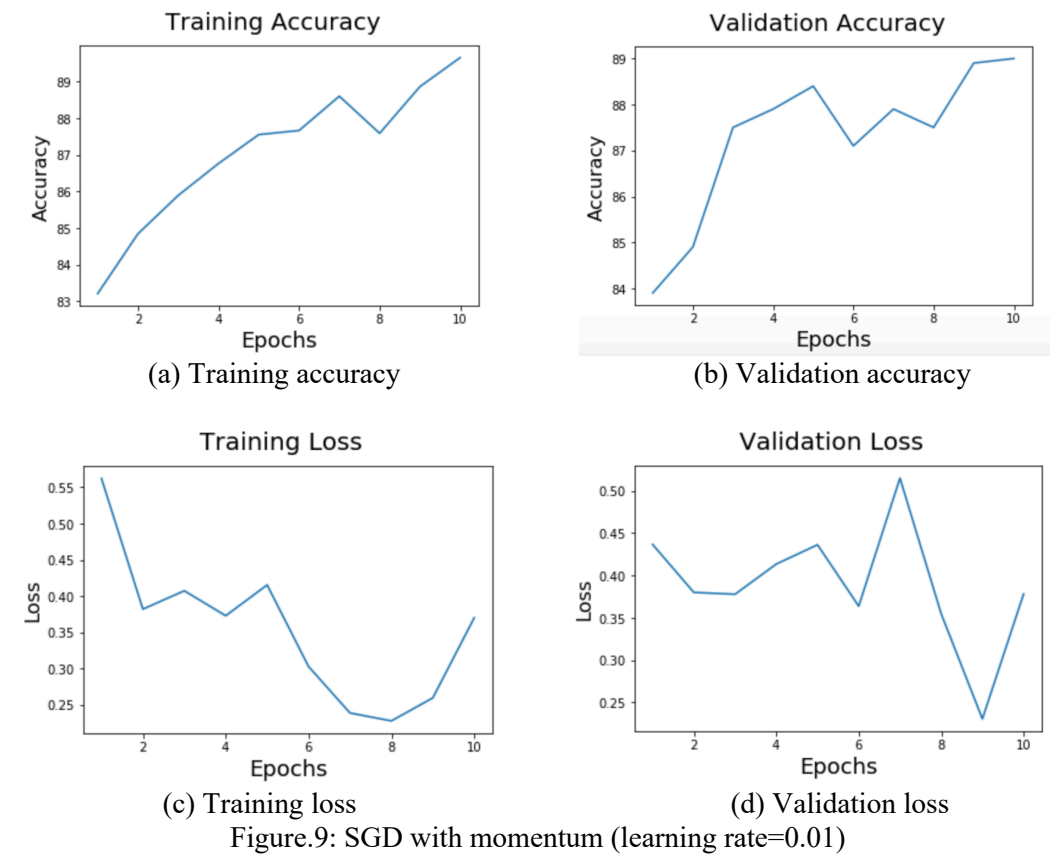 Training Accuracy
Accuracy
89
88
87
86
85
84
83
2 4 6 8 10
Epochs
(a) Training accuracy
Validation Accuracy
Accuracy
89
88
87
86
85
84
2 4 6 8 10
Epochs
(b) Validation accuracy
Training Loss
Loss
0.55
0.50
0.45
0.40
0.35
0.30
0.25
2 4 6 8 10
Epochs
(c) Training loss
Validation Loss
Loss
0.50
0.45
0.40
0.35
0.30
0.25
2 4 6 8 10
Epochs
(d) Validation loss
Figure.9: SGD with momentum (learning rate=0.01)